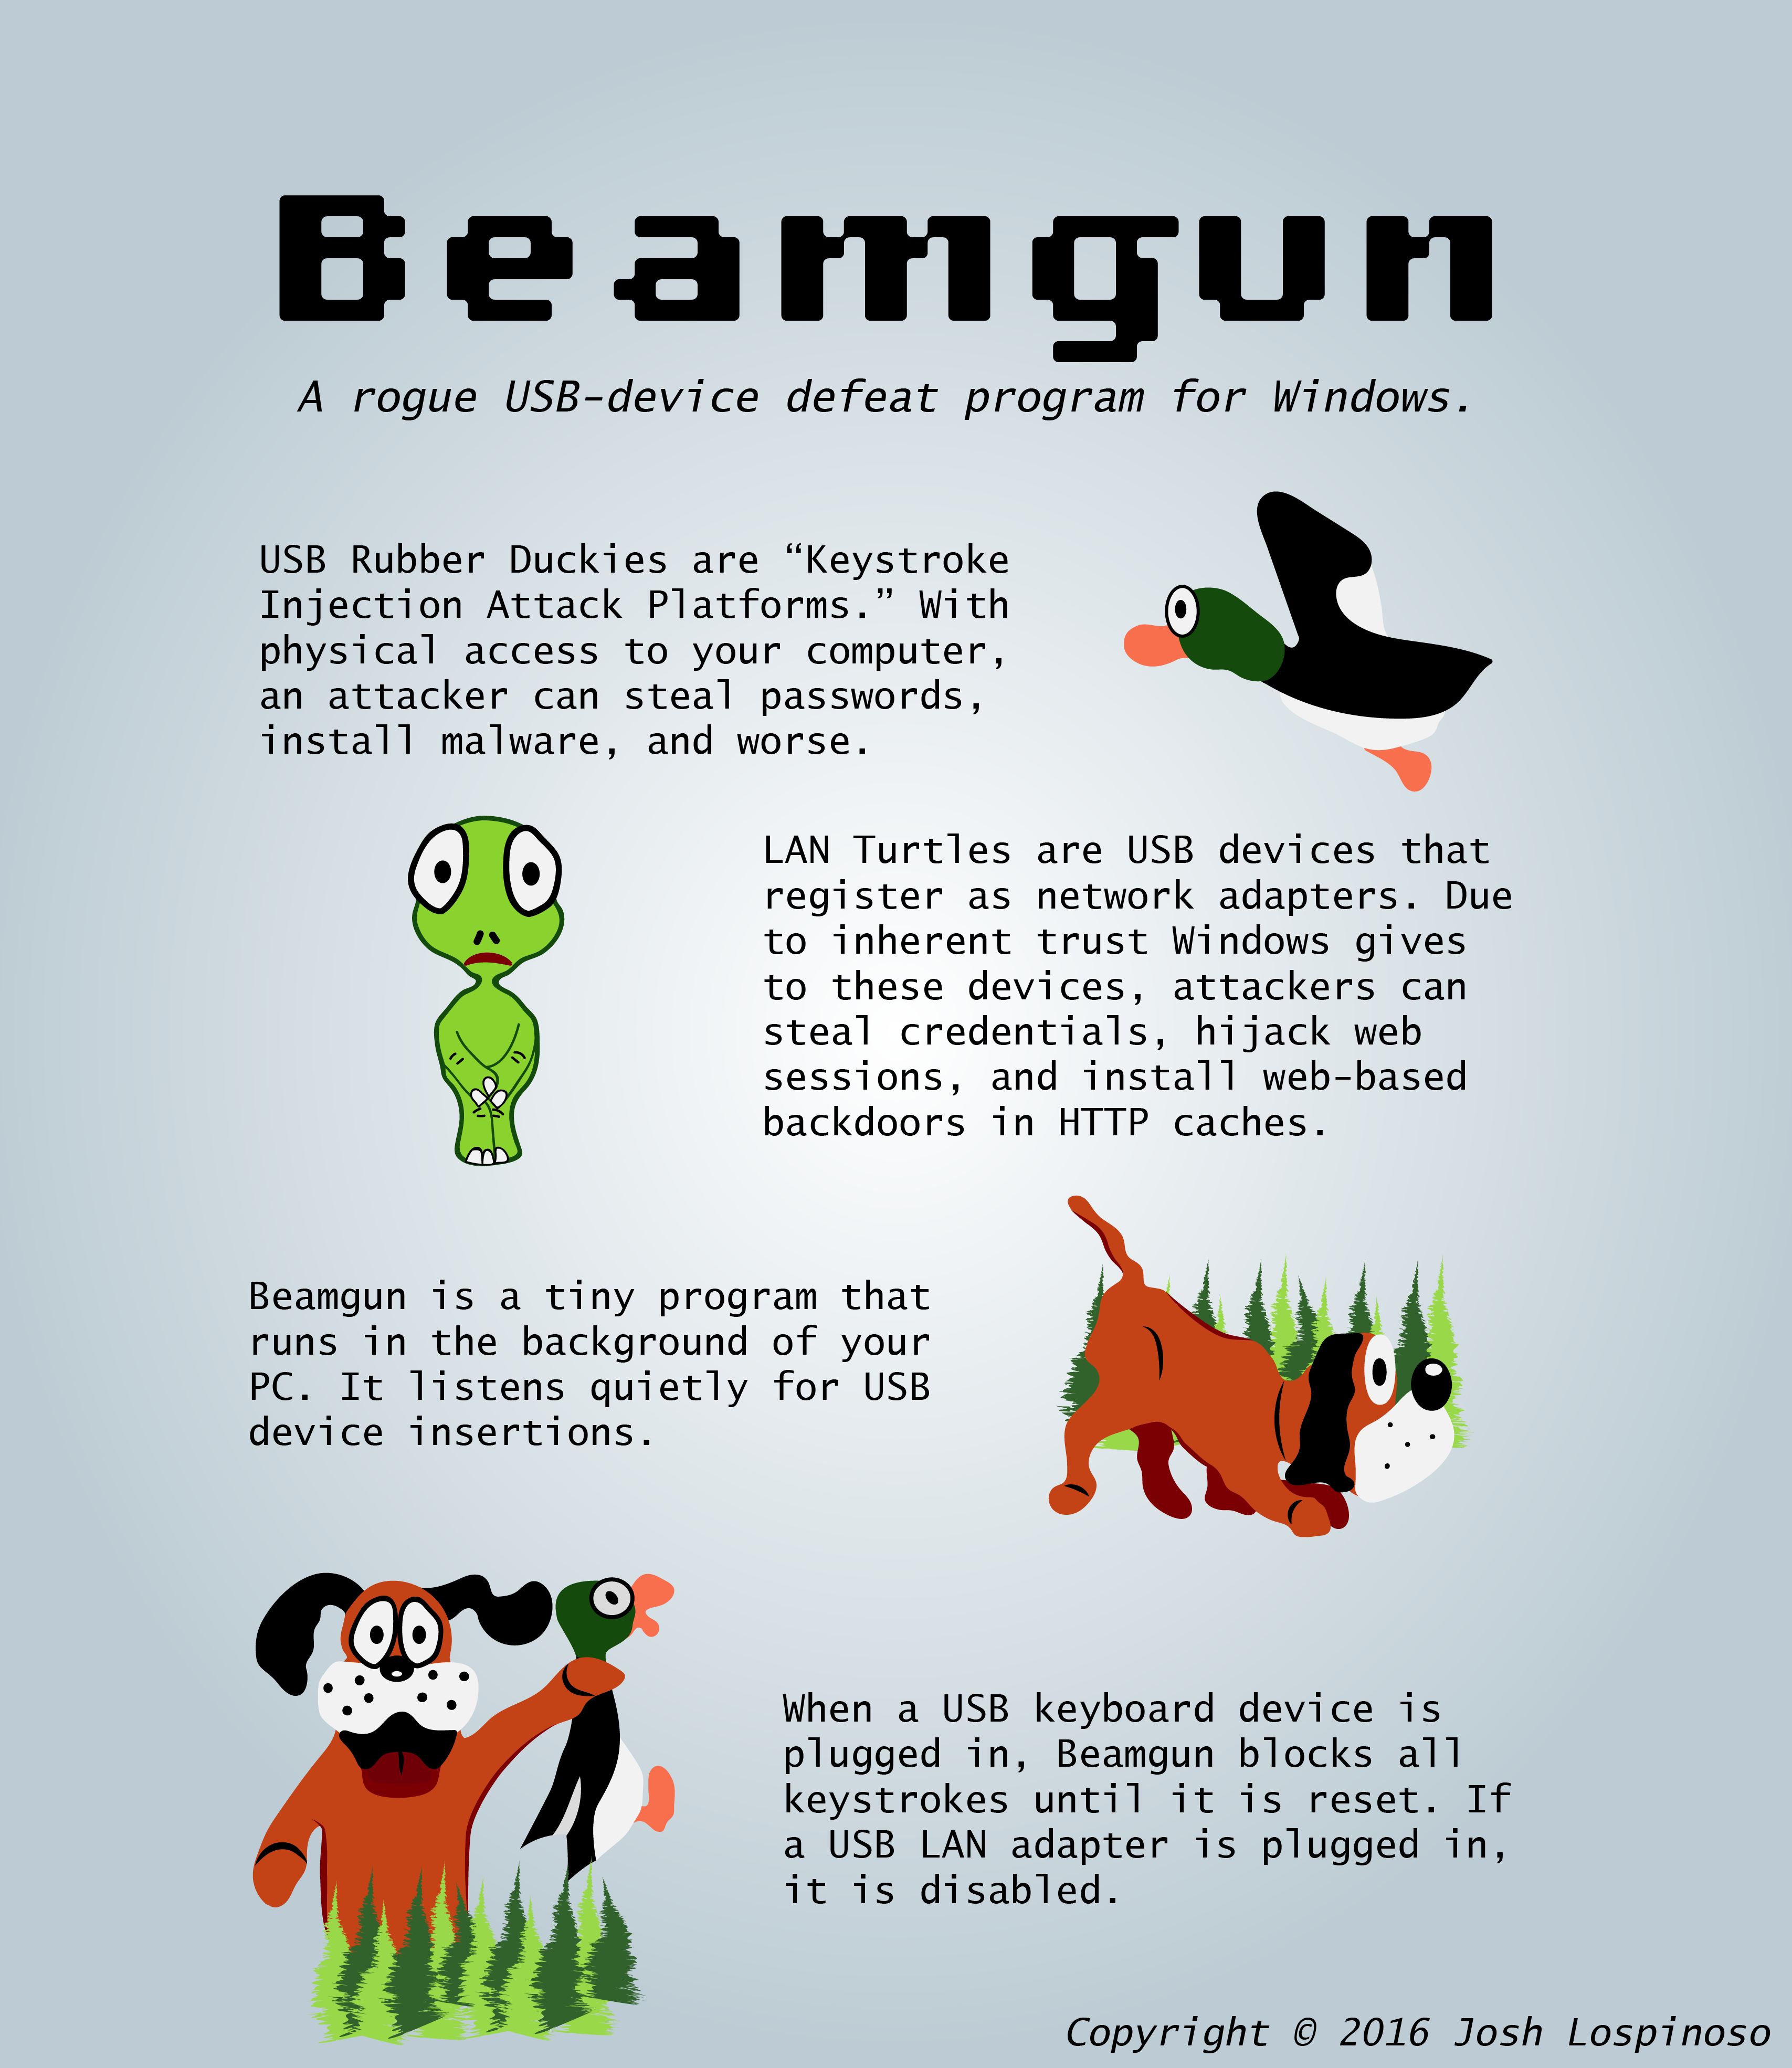 Beamgun
A rogue USB-device defeat program for Windows.
USB Rubber Duckies are “Keystroke
Injection Attack Platforms.” With
physical access to your computer,
an attacker can steal passwords,
install malware, and worse.
LAN Turtles are USB devices that
register as network adapters. Due
to inherent trust Windows gives
to these devices, attackers can
steal credentials, hijack web
sessions, and install web-based
backdoors in HTTP caches.
Beamgun is a tiny program that
runs in the background of your
PC. It listens quietly for USB
device insertions.
When a USB keyboard device is
plugged in, Beamgun blocks all
keystrokes until it is reset. If
a USB LAN adapter is plugged in,
it is disabled.
Copyright © 2016 Josh Lospinoso